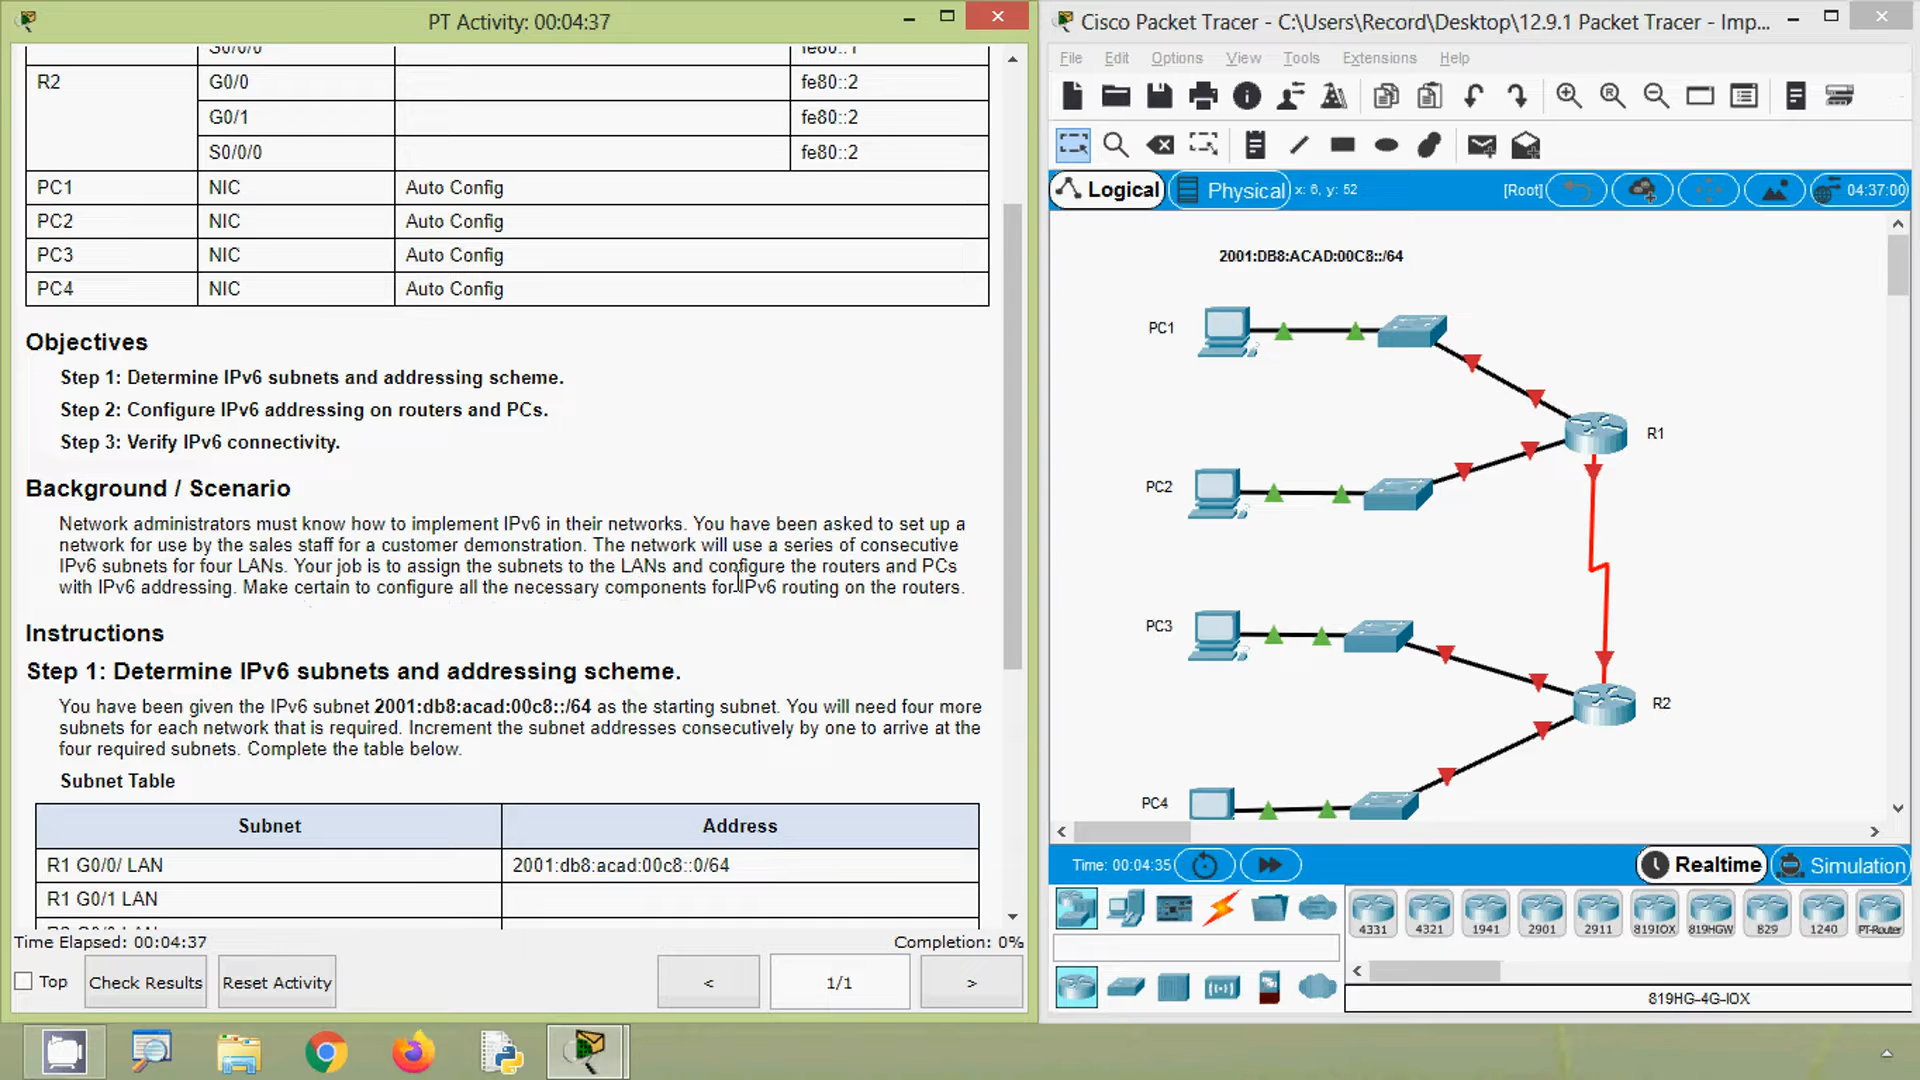 PT Activity: 00:04:37
S0/0/0
fe80::1
R2
G0/0
fe80::2
G0/1
fe80::2
S0/0/0
fe80::2
PC1
NIC
Auto Config
PC2
NIC
Auto Config
PC3
NIC
Auto Config
PC4
NIC
Auto Config
Objectives
Step 1: Determine IPv6 subnets and addressing scheme.
Step 2: Configure IPv6 addressing on routers and PCs.
Step 3: Verify IPv6 connectivity.
Background / Scenario
Network administrators must know how to implement IPv6 in their networks. You have been asked to set up a
network for use by the sales staff for a customer demonstration. The network will use a series of consecutive
IPv6 subnets for four LANs. Your job is to assign the subnets to the LANs and configure the routers and PCs
with IPv6 addressing. Make certain to configure all the necessary components for IPv6 routing on the routers.
Instructions
Step 1: Determine IPv6 subnets and addressing scheme.
You have been given the IPv6 subnet 2001:db8:acad:00c8::/64 as the starting subnet. You will need four more
subnets for each network that is required. Increment the subnet addresses consecutively by one to arrive at the
four required subnets. Complete the table below.
Subnet Table
Subnet
Address
R1 G0/0/ LAN
2001:db8:acad:00c8::0/64
R1 G0/1 LAN
Time Elapsed: 00:04:37
Completion: 0%
Top
Check Results
Reset Activity
<
1/1
>
Cisco Packet Tracer - C:\Users\Record\Desktop\12.9.1 Packet Tracer - Imp...
File
Edit
Options
View
Tools
Extensions
Help
Logical
Physical
x: 6, y: 52
[Root]
04:37:00
2001:DB8:ACAD:00C8::/64
PC1
R1
PC2
PC3
R2
PC4
Time: 00:04:35
Realtime
Simulation
4331
4321
1941
2901
2911
819IOX
819HGW
829
1240
PT-Router
819HG-4G-IOX